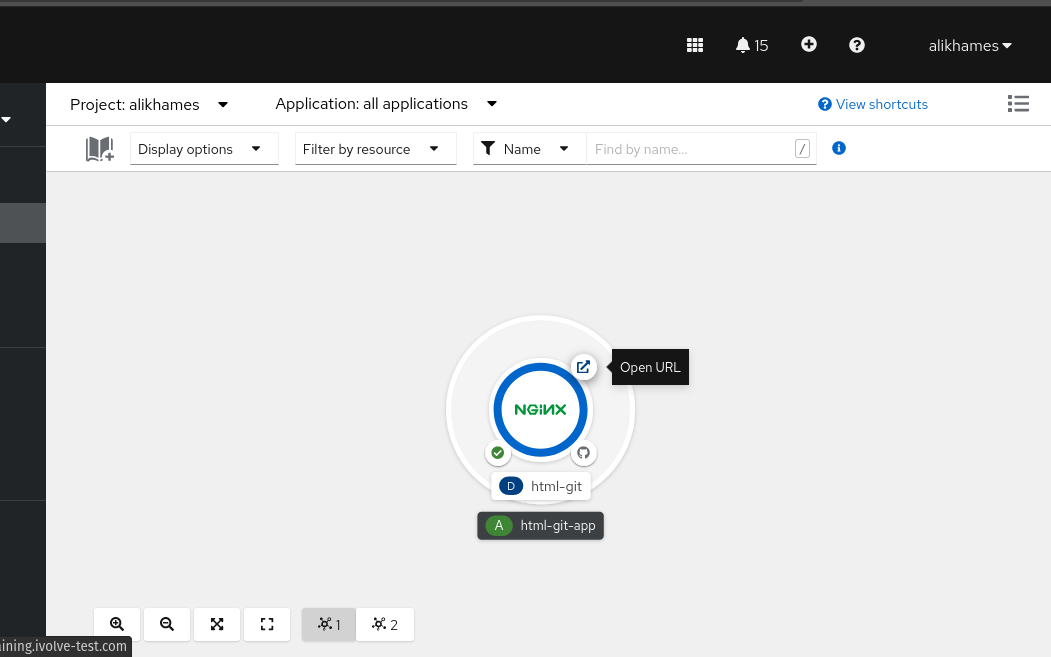 15
alikhames
Project: alikhames
Application: all applications
View shortcuts
Display options
Filter by resource
Name
Find by name...
/
Open URL
NGINX
D html-git
A html-git-app
1
2
aining.ivolve-test.com